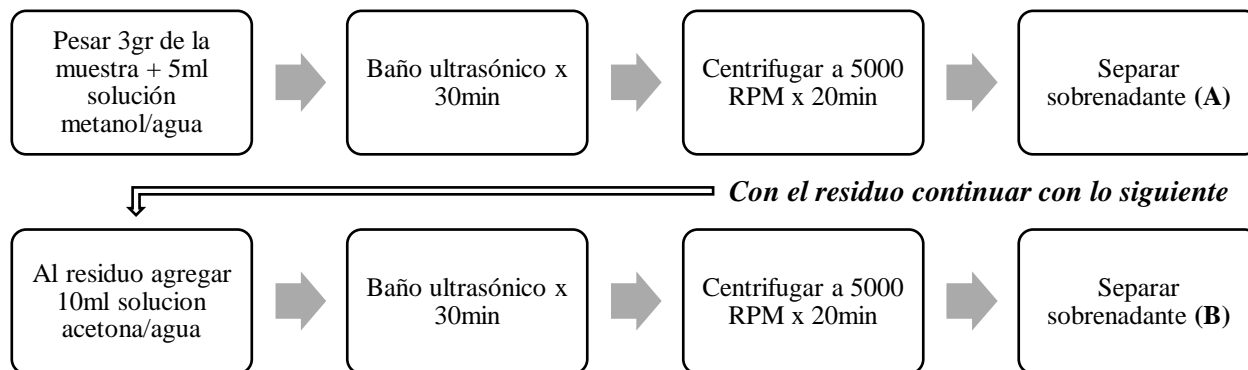 Pesar 3gr de la
muestra + 5ml
solución
metanol/agua
Baño ultrasónico x
30min
Centrifugar a 5000
RPM x 20min
Separar
sobrenadante (A)
Con el residuo continuar con lo siguiente
Al residuo agregar
10ml solucion
acetona/agua
Baño ultrasónico x
30min
Centrifugar a 5000
RPM x 20min
Separar
sobrenadante (B)